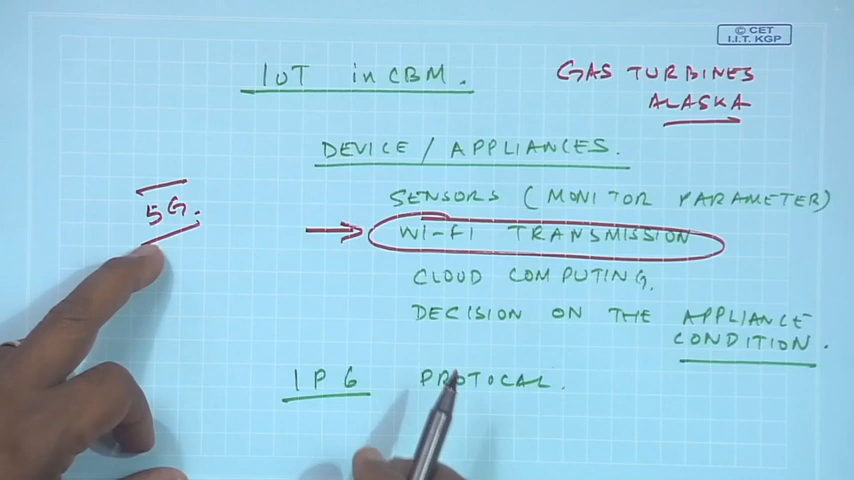 © CET
I.I.T. KGP
IOT in CBM.
GAS TURBINES
ALASKA
DEVICE / APPLIANCES.
SENSORS (MONITOR PARAMETER)
5G.
WI-FI TRANSMISSION
CLOUD COMPUTING.
DECISION ON THE APPLIANCE
CONDITION.
IP6 PROTOCAL.